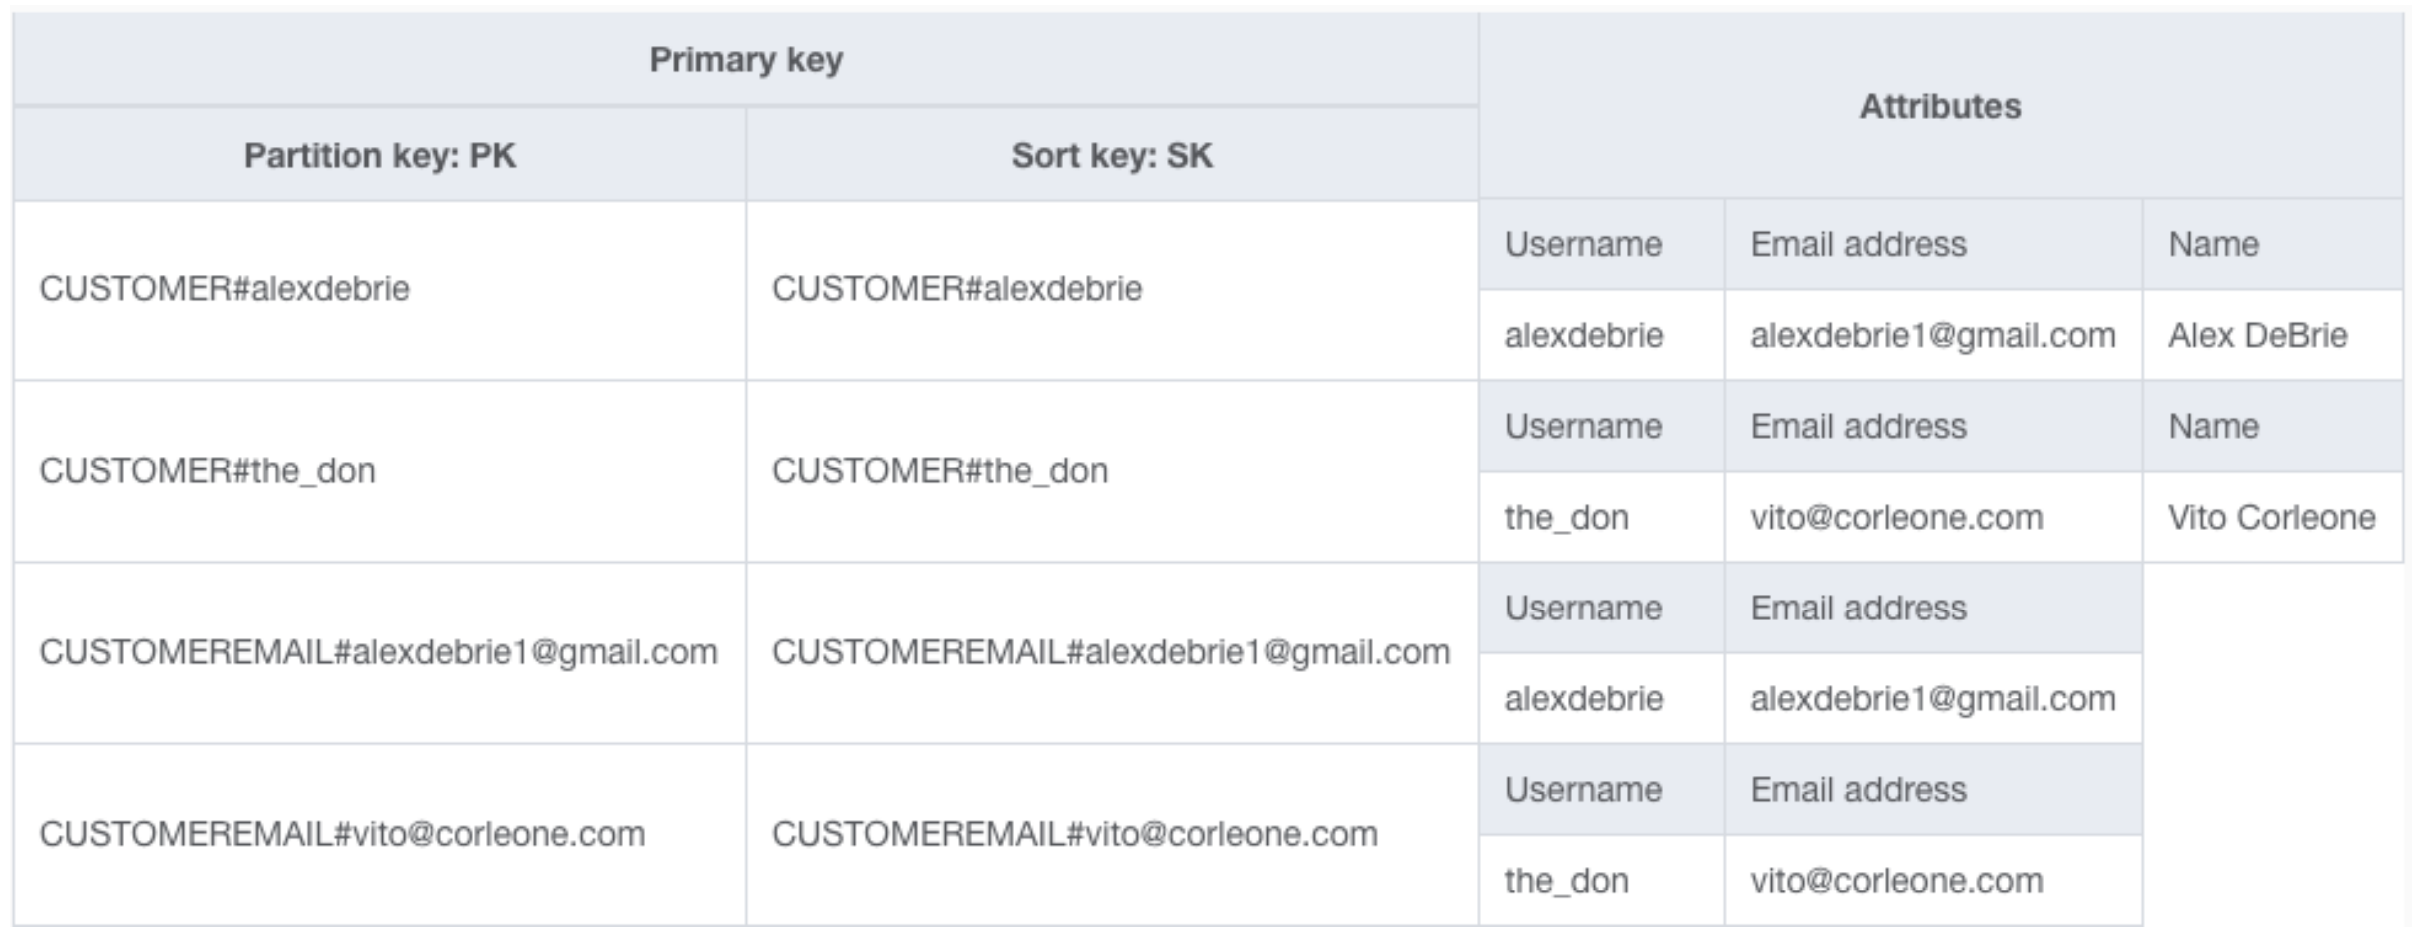 Primary key
Attributes
Partition key: PK
Sort key: SK
CUSTOMER#alexdebrie
CUSTOMER#alexdebrie
Username
Email address
Name
alexdebrie
alexdebrie1@gmail.com
Alex DeBrie
CUSTOMER#the_don
CUSTOMER#the_don
Username
Email address
Name
the_don
vito@corleone.com
Vito Corleone
CUSTOMEREMAIL#alexdebrie1@gmail.com
CUSTOMEREMAIL#alexdebrie1@gmail.com
Username
Email address
alexdebrie
alexdebrie1@gmail.com
CUSTOMEREMAIL#vito@corleone.com
CUSTOMEREMAIL#vito@corleone.com
Username
Email address
the_don
vito@corleone.com